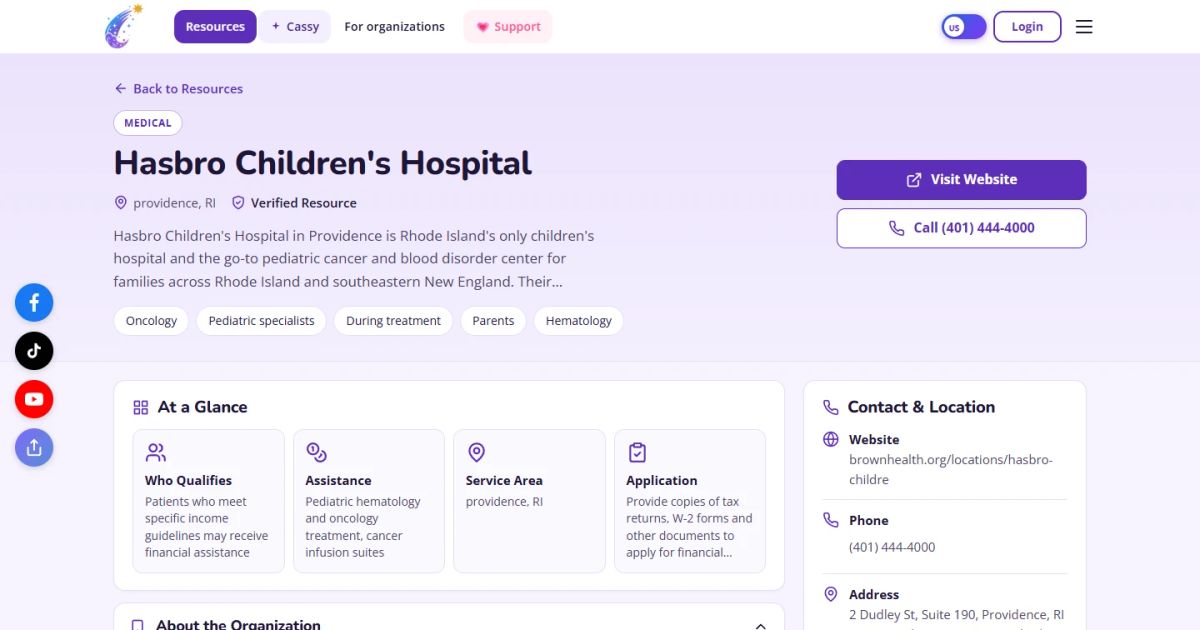 Resources
Cassy
For organizations
Support
US
Login
Back to Resources
MEDICAL
Hasbro Children's Hospital
providence, RI
Verified Resource
Hasbro Children's Hospital in Providence is Rhode Island's only children's
hospital and the go-to pediatric cancer and blood disorder center for
families across Rhode Island and southeastern New England. Their...
Oncology
Pediatric specialists
During treatment
Parents
Hematology
Visit Website
Call (401) 444-4000
At a Glance
Who Qualifies
Patients who meet
specific income
guidelines may receive
financial assistance
Assistance
Pediatric hematology
and oncology
treatment, cancer
infusion suites
Service Area
providence, RI
Application
Provide copies of tax
returns, W-2 forms and
other documents to
apply for financial...
About the Organization
Contact & Location
Website
brownhealth.org/locations/hasbro-
childre
Phone
(401) 444-4000
Address
2 Dudley St, Suite 190, Providence, RI